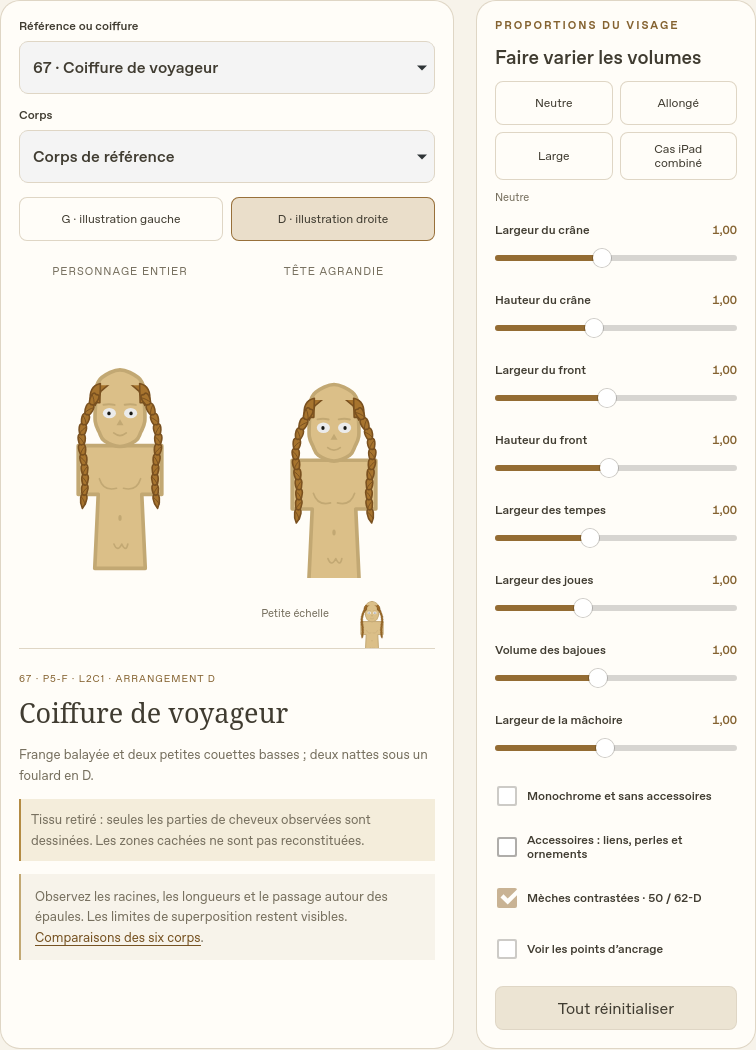 Référence ou coiffure
67 · Coiffure de voyageur
Corps
Corps de référence
G · illustration gauche
D · illustration droite
PERSONNAGE ENTIER
TÊTE AGRANDIE
Petite échelle
67 · P5-F · L2C1 · ARRANGEMENT D
Coiffure de voyageur
Frange balayée et deux petites couettes basses ; deux nattes sous un
foulard en D.
Tissu retiré : seules les parties de cheveux observées sont
dessinées. Les zones cachées ne sont pas reconstituées.
Observez les racines, les longueurs et le passage autour des
épaules. Les limites de superposition restent visibles.
Comparaisons des six corps.
PROPORTIONS DU VISAGE
Faire varier les volumes
Neutre
Allongé
Large
Cas iPad
combiné
Neutre
Largeur du crâne 1,00
Hauteur du crâne 1,00
Largeur du front 1,00
Hauteur du front 1,00
Largeur des tempes 1,00
Largeur des joues 1,00
Volume des bajoues 1,00
Largeur de la mâchoire 1,00
Monochrome et sans accessoires
Accessoires : liens, perles et
ornements
Mèches contrastées · 50 / 62-D
Voir les points d’ancrage
Tout réinitialiser